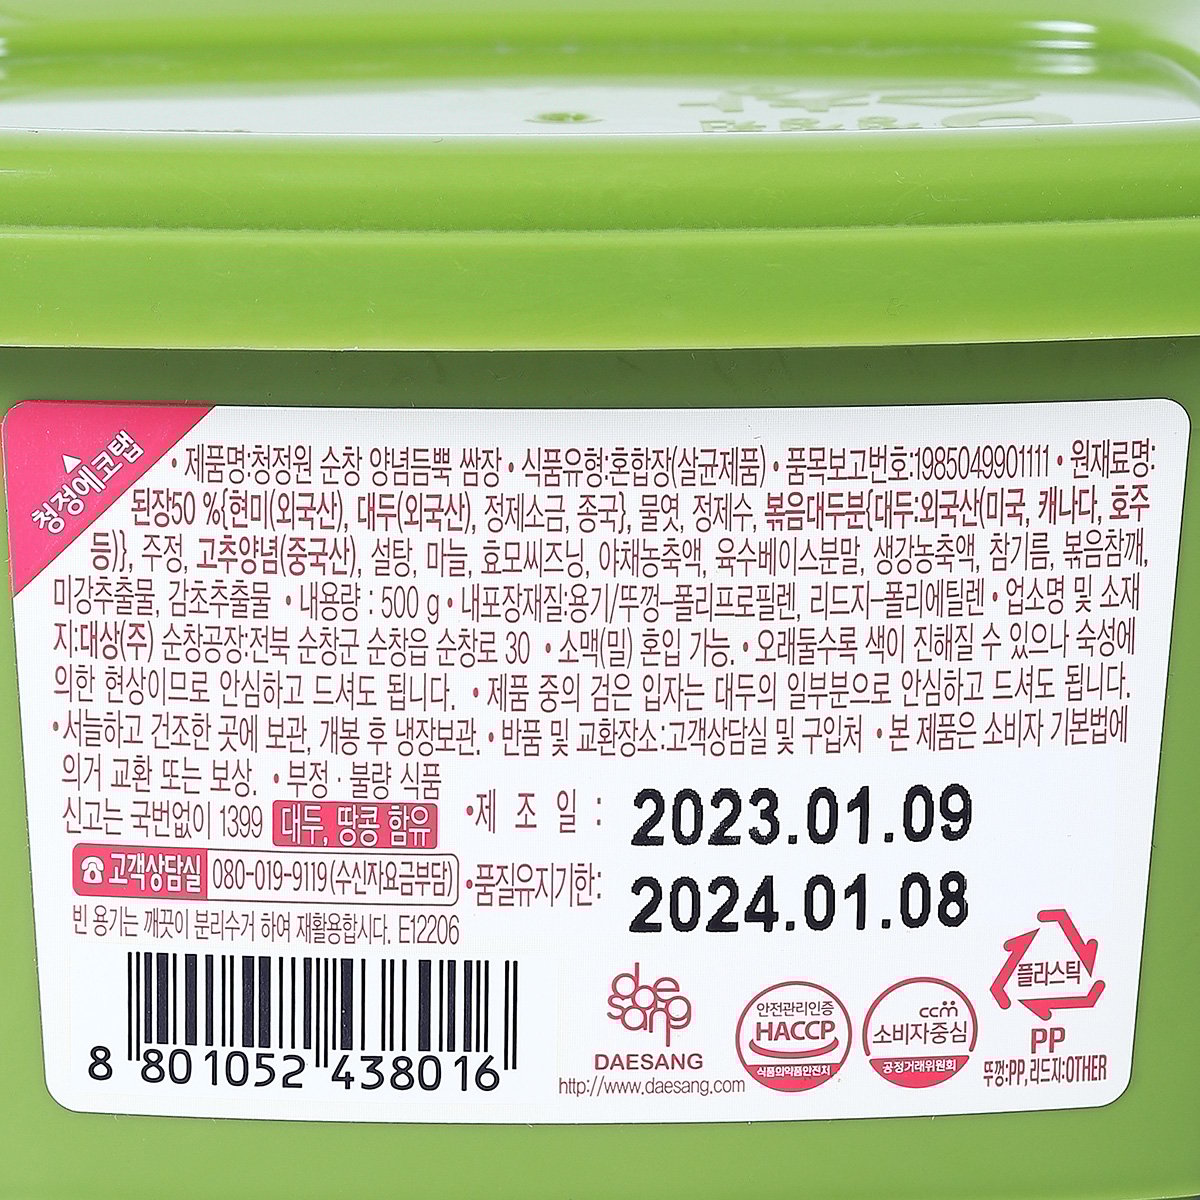 청정에코탭
• 제품명:청정원 순창 양념듬뿍 쌈장 • 식품유형:혼합장(살균제품) • 품목보고번호:1985049901111 • 원재료명:
된장50 %{현미(외국산), 대두(외국산), 정제소금, 종국}, 물엿, 정제수, 볶음대두분{대두:외국산(미국, 캐나다, 호주
등)}, 주정, 고추양념(중국산), 설탕, 마늘, 효모씨즈닝, 야채농축액, 육수베이스분말, 생강농축액, 참기름, 볶음참깨,
미강추출물, 감초추출물 • 내용량 : 500 g • 내포장재질:용기/뚜껑-폴리프로필렌, 리드지-폴리에틸렌 • 업소명 및 소재
지:대상(주) 순창공장:전북 순창군 순창읍 순창로 30 • 소맥(밀) 혼입 가능. • 오래둘수록 색이 진해질 수 있으나 숙성에
의한 현상이므로 안심하고 드셔도 됩니다. • 제품 중의 검은 입자는 대두의 일부분으로 안심하고 드셔도 됩니다.
• 서늘하고 건조한 곳에 보관, 개봉 후 냉장보관. • 반품 및 교환장소:고객상담실 및 구입처 • 본 제품은 소비자 기본법에
의거 교환 또는 보상. • 부정 · 불량 식품
신고는 국번없이 1399 대두, 땅콩 함유
☎ 고객상담실 080-019-9119(수신자요금부담)
빈 용기는 깨끗이 분리수거 하여 재활용합시다. E12206
• 제 조 일 : 2023.01.09
• 품질유지기한: 2024.01.08
8 801052 438016
daesang
DAESANG
http://www.daesang.com
안전관리인증
HACCP
식품의약품안전처
ccm
소비자중심
공정거래위원회
플라스틱
PP
뚜껑:PP,리드지:OTHER